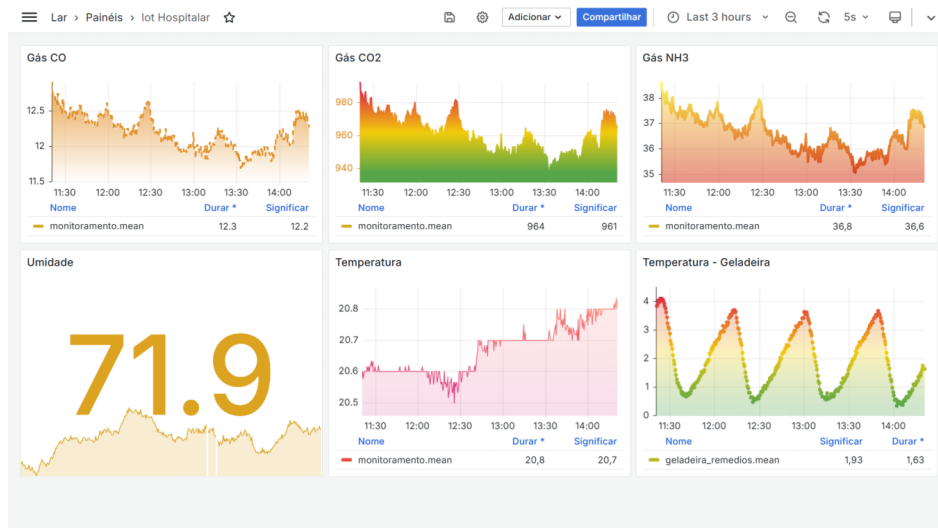 Lar › Painéis › Iot Hospitalar Adicionar Compartilhar Last 3 hours 5s
Gás CO
12.5
12
11.5
11:30 12:00 12:30 13:00 13:30 14:00
Nome Durar * Significar
monitoramento.mean 12.3 12.2
Gás CO2
980
960
940
11:30 12:00 12:30 13:00 13:30 14:00
Nome Durar * Significar
monitoramento.mean 964 961
Gás NH3
38
37
36
35
11:30 12:00 12:30 13:00 13:30 14:00
Nome Durar * Significar
monitoramento.mean 36,8 36,6
Umidade
71.9
Temperatura
20.8
20.7
20.6
20.5
11:30 12:00 12:30 13:00 13:30 14:00
Nome Durar * Significar
monitoramento.mean 20,8 20,7
Temperatura - Geladeira
4
3
2
1
0
11:30 12:00 12:30 13:00 13:30 14:00
Nome Significar Durar *
geladeira_remedios.mean 1,93 1,63